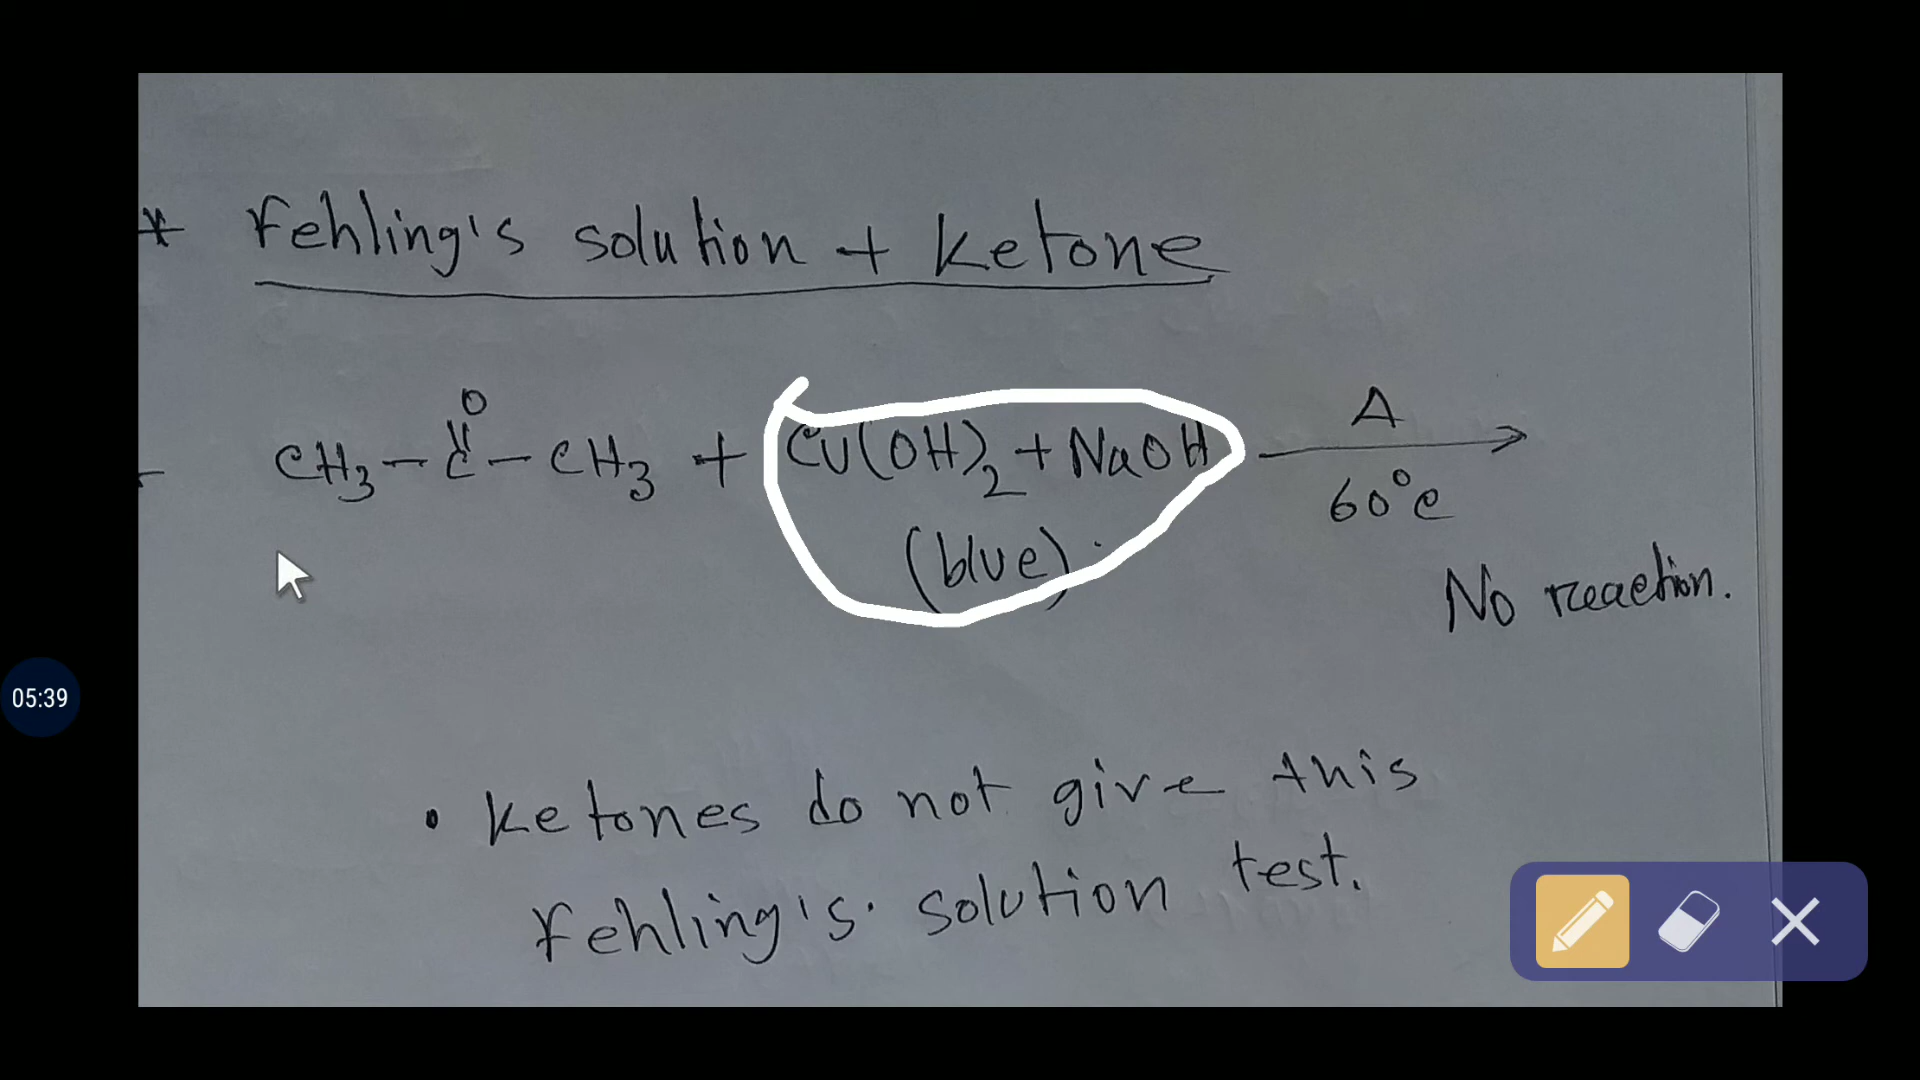 * Fehling's solution + Ketone
O
CH3 - C - CH3 + Cu(OH)2 + NaOH Δ
60°C
(blue)
No reaction.
05:39
• Ketones do not give this
Fehling's solution test.